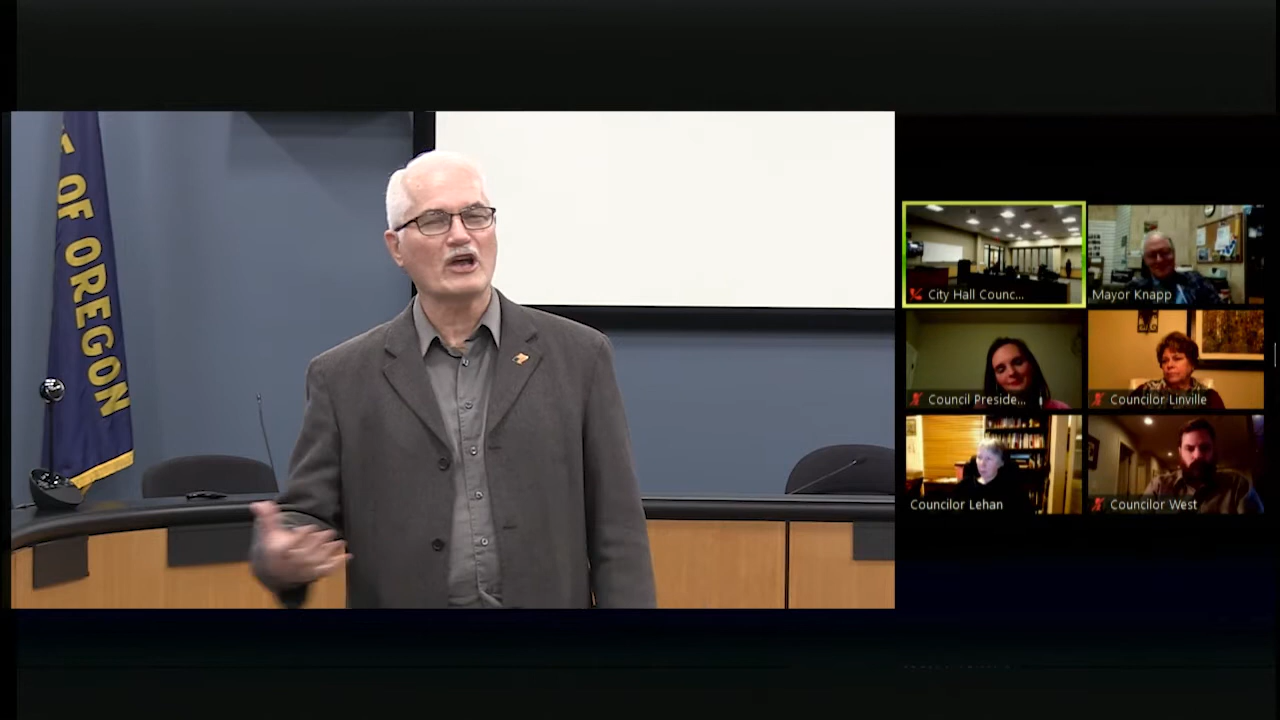 OF OREGON
City Hall Counc...
Mayor Knapp
Council Preside...
Councilor Linville
Councilor Lehan
Councilor West